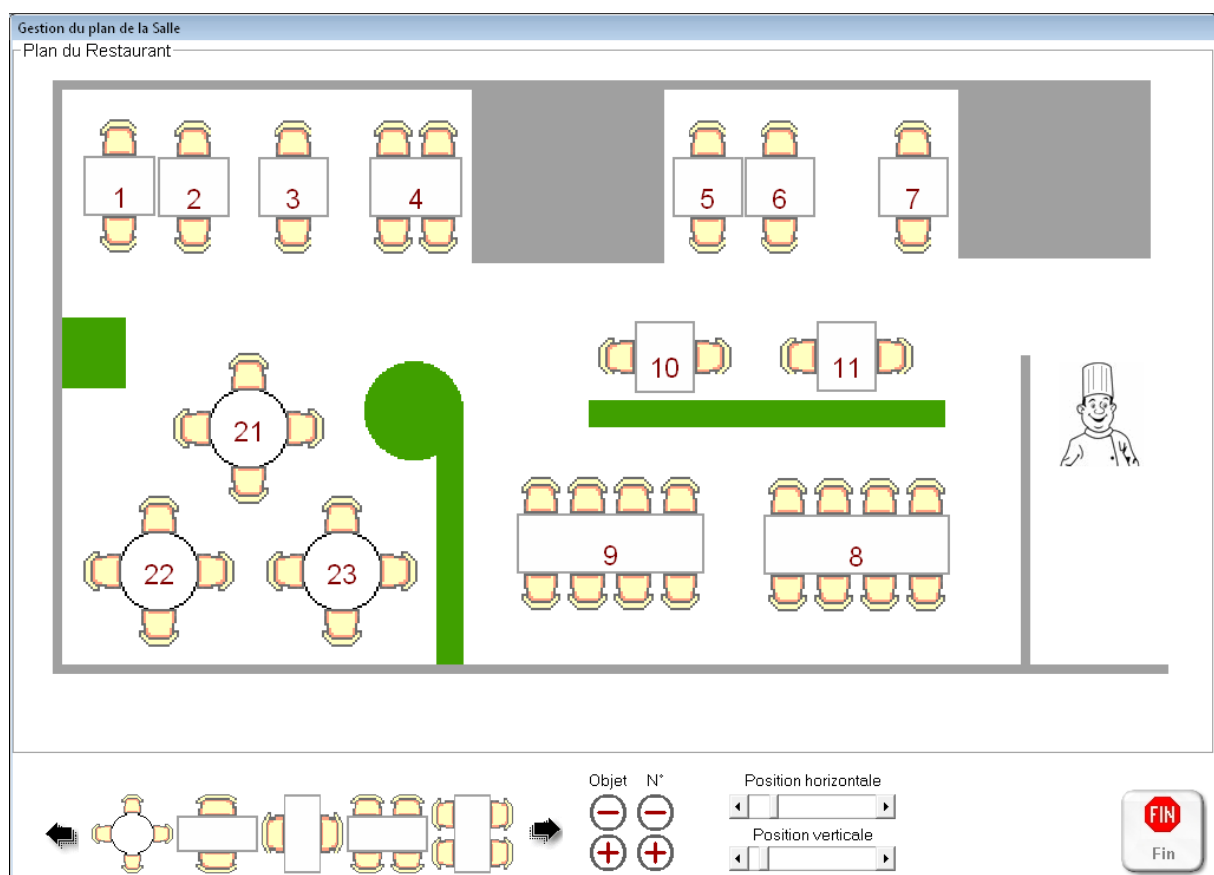 Gestion du plan de la Salle
Plan du Restaurant
1 2 3 4 5 6 7
10 11
21
22 23 9 8
Objet N° Position horizontale
Position verticale
FIN
Fin